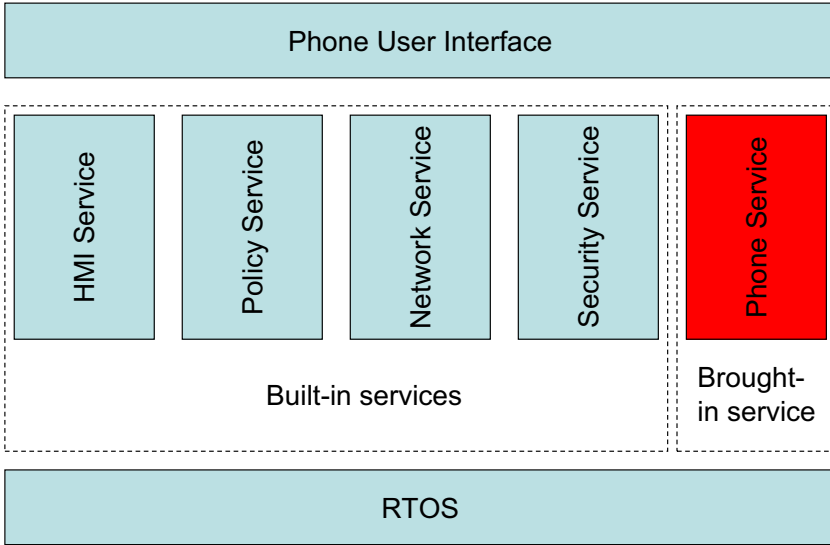 Phone User Interface
HMI Service
Policy Service
Network Service
Security Service
Phone Service
Built-in services
Brought-
in service
RTOS